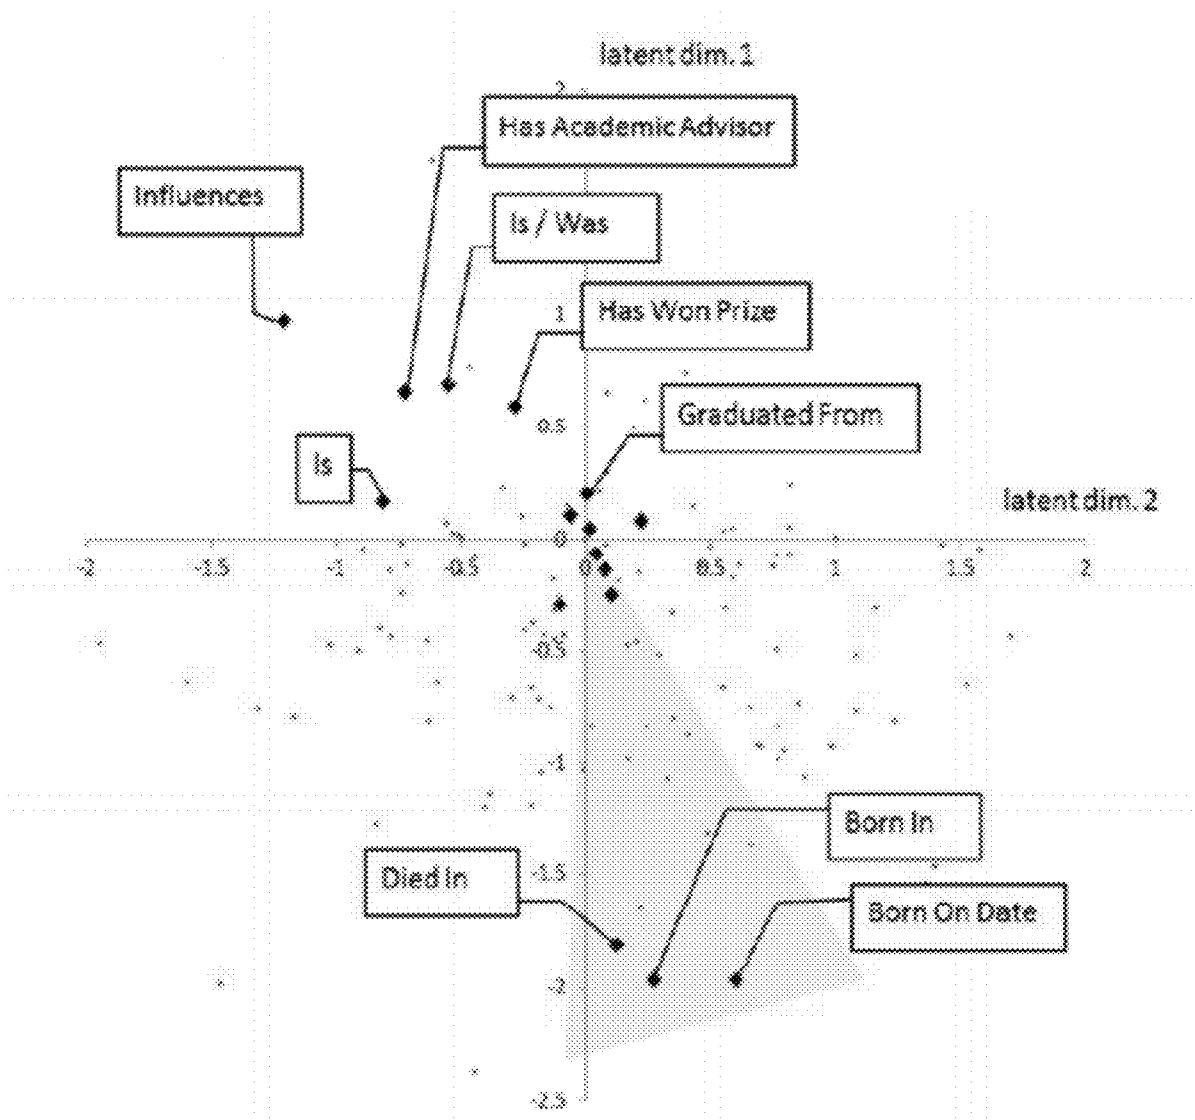 latent dim. 1
2
Has Academic Advisor
Influences
Is / Was
1
Has Won Prize
Graduated From
0.5
Is
latent dim. 2
0
-2
-1.5
-1
-0.5
0
0.5
1
1.5
2
-0.5
-1
Born In
Died In
-1.5
Born On Date
-2
-2.5